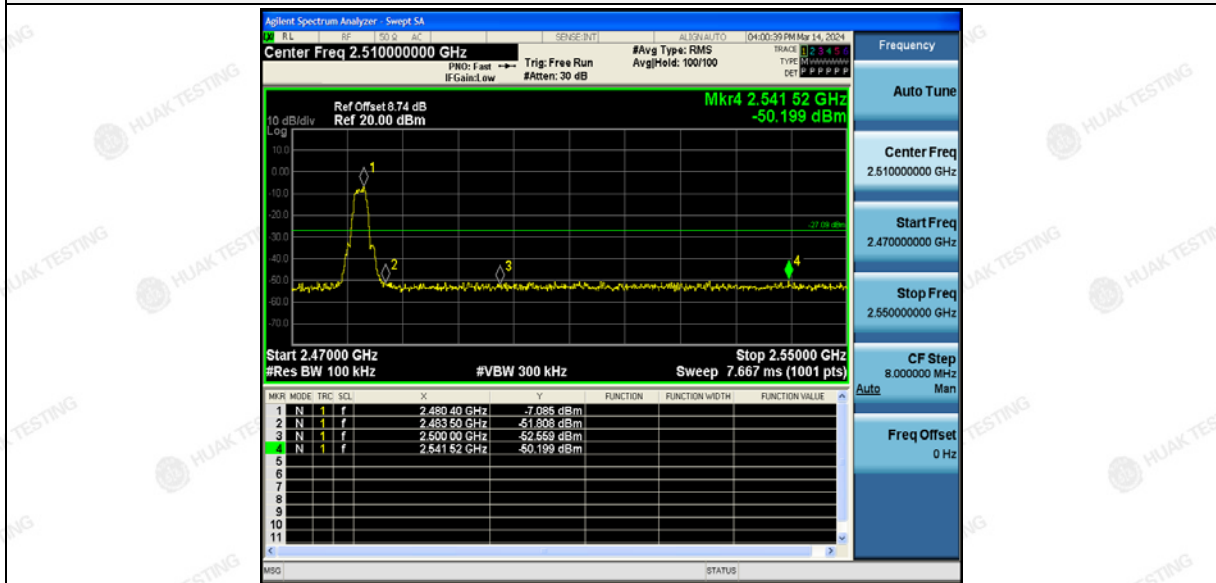 Agilent Spectrum Analyzer - Swept SA
RL RF 50 Ω AC SENSE:INT ALIGN AUTO 04:00:39 PM Mar 14, 2024
Center Freq 2.510000000 GHz
PNO: Fast
IFGain:Low
Trig: Free Run
#Atten: 30 dB
#Avg Type: RMS
Avg|Hold: 100/100
TRACE 1 2 3 4 5 6
TYPE M
DET P P P P P P
Ref Offset 8.74 dB
Ref 20.00 dBm
10 dB/div
Log
Mkr4 2.541 52 GHz
-50.199 dBm
10.0
0.00
-10.0
-20.0
-30.0
-40.0
-50.0
-60.0
-70.0
-27.09 dBm
1
2
3
4
Start 2.47000 GHz
Stop 2.55000 GHz
#Res BW 100 kHz
#VBW 300 kHz
Sweep 7.667 ms (1001 pts)
MKR MODE TRC SCL X Y FUNCTION FUNCTION WIDTH FUNCTION VALUE
1 N 1 f 2.480 40 GHz -7.085 dBm
2 N 1 f 2.483 50 GHz -51.808 dBm
3 N 1 f 2.500 00 GHz -52.559 dBm
4 N 1 f 2.541 52 GHz -50.199 dBm
5
6
7
8
9
10
11
MSG
STATUS
Frequency
Auto Tune
Center Freq
2.510000000 GHz
Start Freq
2.470000000 GHz
Stop Freq
2.550000000 GHz
CF Step
8.000000 MHz
Auto Man
Freq Offset
0 Hz
HUAK TESTING
HUAK TESTING
HUAK TESTING
HUAK TESTING
HUAK TESTING
HUAK TESTING